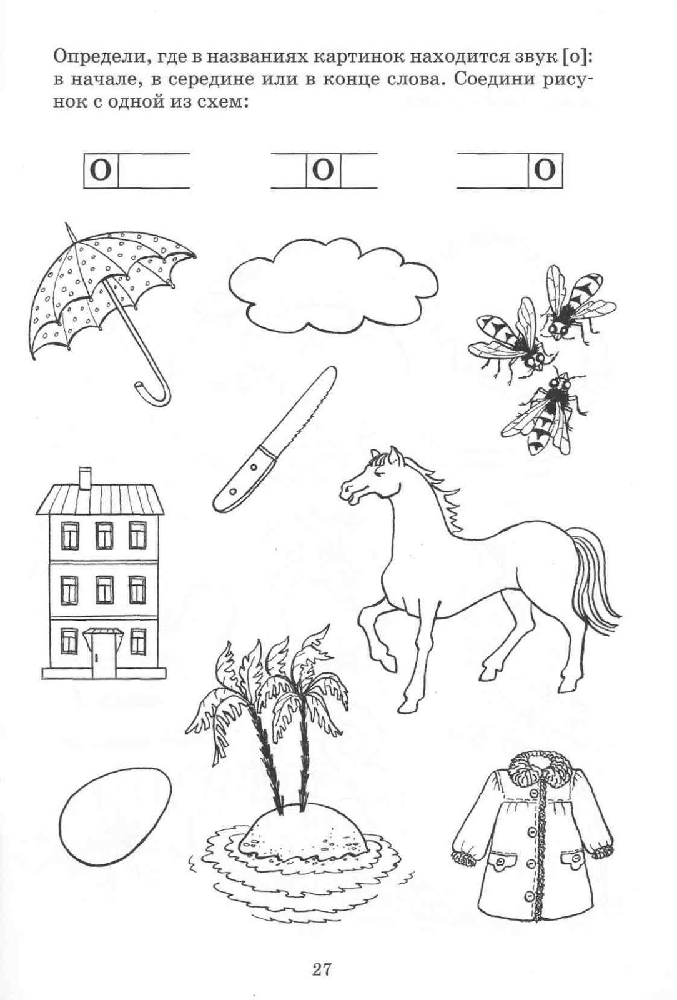 Определи, где в названиях картинок находится звук [о]:
в начале, в середине или в конце слова. Соедини рису-
нок с одной из схем:
О О О
27